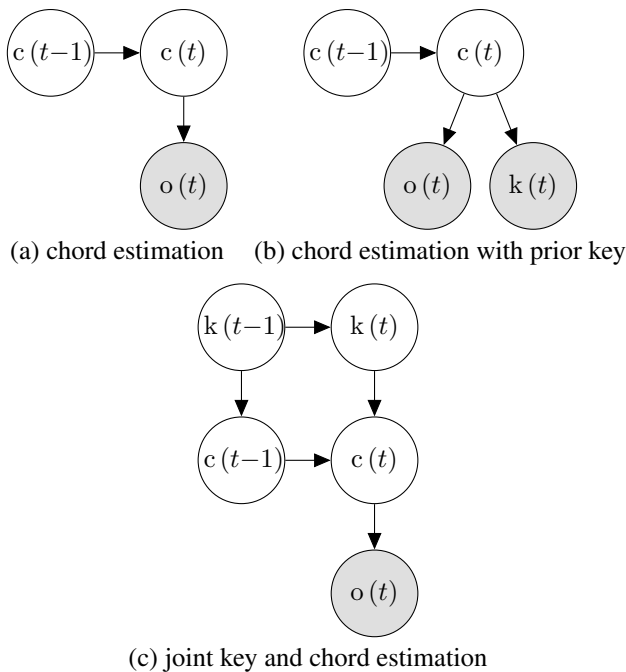 c (t−1) c (t) c (t−1) c (t)
o (t) o (t) k (t)
(a) chord estimation (b) chord estimation with prior key
k (t−1) k (t)
c (t−1) c (t)
o (t)
(c) joint key and chord estimation